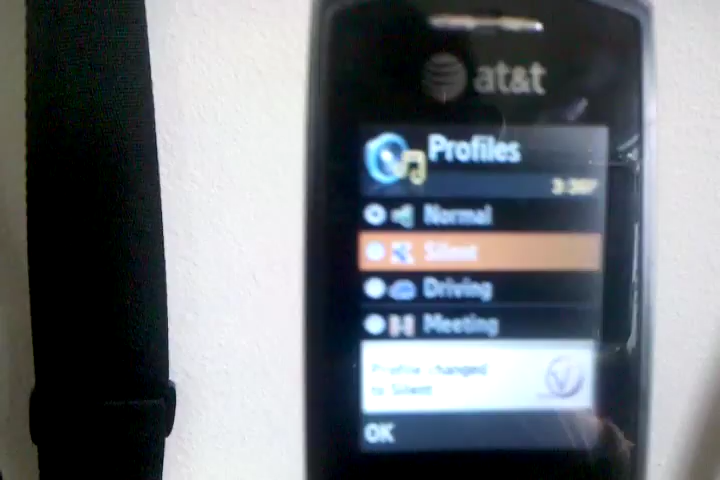 at&t
Profiles
Normal
Silent
Driving
Meeting
Profile changed
to Silent
OK